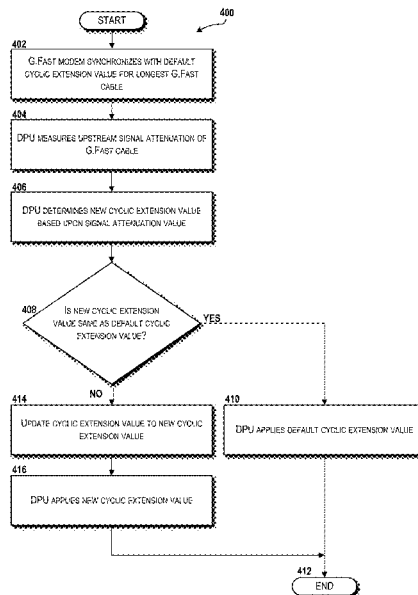 START
400
402
G.FAST MODEM SYNCHRONIZES WITH DEFAULT
CYCLIC EXTENSION VALUE FOR LONGEST G.FAST
CABLE
404
DPU MEASURES UPSTREAM SIGNAL ATTENUATION OF
G.FAST CABLE
406
DPU DETERMINES NEW CYCLIC EXTENSION VALUE
BASED UPON SIGNAL ATTENUATION VALUE
408
IS NEW CYCLIC EXTENSION
VALUE SAME AS DEFAULT CYCLIC
EXTENSION VALUE?
YES
NO
414
UPDATE CYCLIC EXTENSION VALUE TO NEW CYCLIC
EXTENSION VALUE
410
DPU APPLIES DEFAULT CYCLIC EXTENSION VALUE
416
DPU APPLIES NEW CYCLIC EXTENSION VALUE
412
END